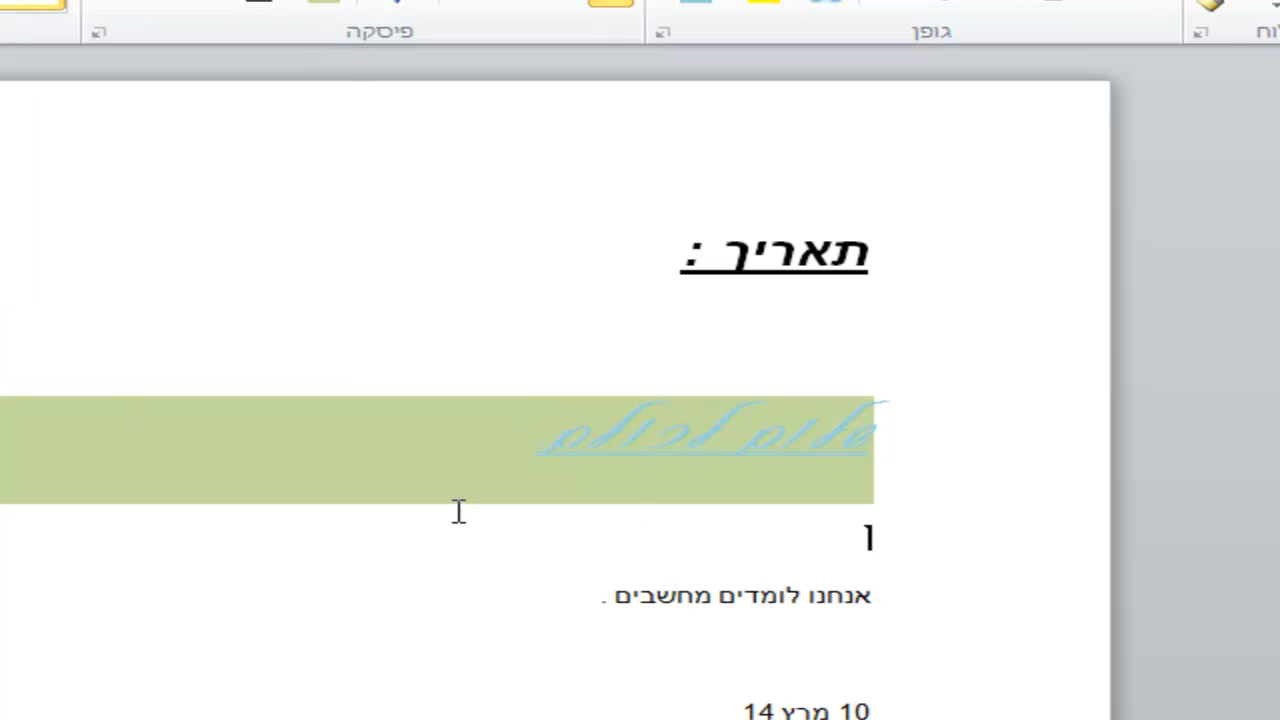 גופן פיסקה
תאריך :
שלום לכולם
ו
אנחנו לומדים מחשבים .
10 מרץ 14